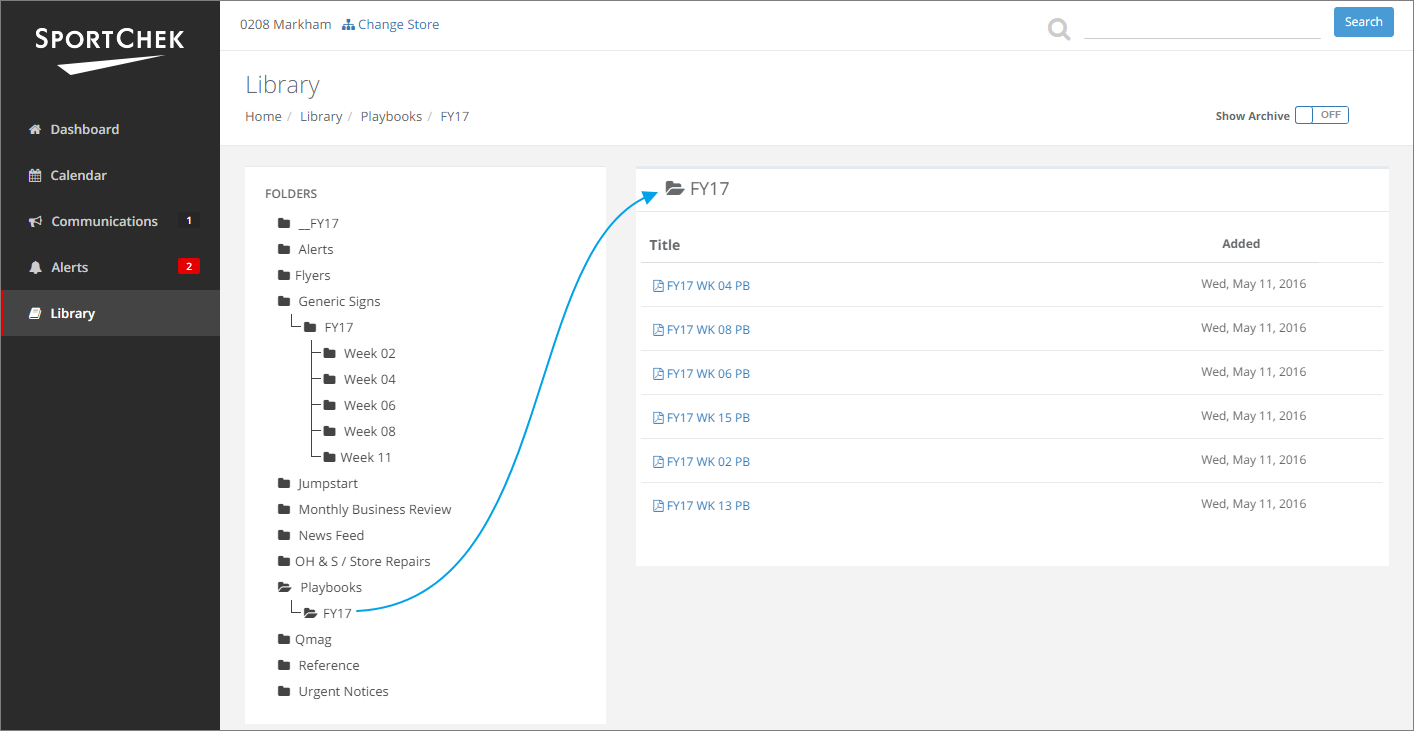 SPORTCHEK
Dashboard
Calendar
Communications 1
Alerts 2
Library
0208 Markham Change Store
Search
Library
Home / Library / Playbooks / FY17
Show Archive OFF
FOLDERS
__FY17
Alerts
Flyers
Generic Signs
FY17
Week 02
Week 04
Week 06
Week 08
Week 11
Jumpstart
Monthly Business Review
News Feed
OH & S / Store Repairs
Playbooks
FY17
Qmag
Reference
Urgent Notices
FY17
Title Added
FY17 WK 04 PB Wed, May 11, 2016
FY17 WK 08 PB Wed, May 11, 2016
FY17 WK 06 PB Wed, May 11, 2016
FY17 WK 15 PB Wed, May 11, 2016
FY17 WK 02 PB Wed, May 11, 2016
FY17 WK 13 PB Wed, May 11, 2016